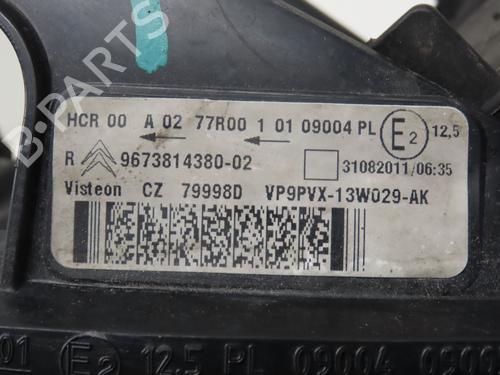 HCR 00 A 02 77R00 1 01 09004 PL E2 12,5
R 9673814380-02 31082011/06:35
Visteon CZ 79998D VP9PVX-13W029-AK
01 E2 12.5 PL 09004
B-PARTS